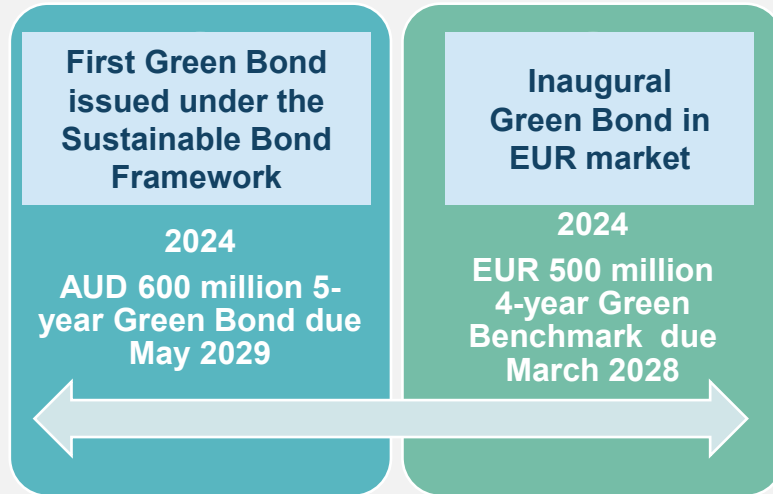 First Green Bond
issued under the
Sustainable Bond
Framework
2024
AUD 600 million 5-
year Green Bond due
May 2029
Inaugural
Green Bond in
EUR market
2024
EUR 500 million
4-year Green
Benchmark  due
March 2028